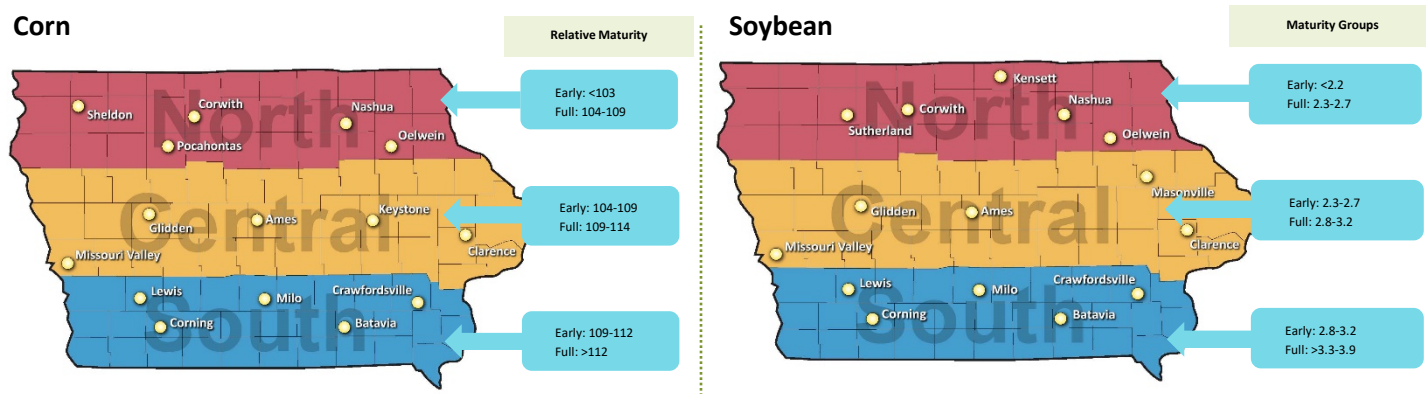 Corn
Relative Maturity
North
Sheldon
Corwith
Nashua
Pocahontas
Oelwein
Early: <103
Full: 104-109
Central
Glidden
Ames
Keystone
Clarence
Missouri Valley
Early: 104-109
Full: 109-114
South
Lewis
Milo
Crawfordsville
Corning
Batavia
Early: 109-112
Full: >112
Soybean
Maturity Groups
North
Kensett
Corwith
Nashua
Sutherland
Oelwein
Early: <2.2
Full: 2.3-2.7
Central
Masonville
Glidden
Ames
Clarence
Missouri Valley
Early: 2.3-2.7
Full: 2.8-3.2
South
Lewis
Milo
Crawfordsville
Corning
Batavia
Early: 2.8-3.2
Full: >3.3-3.9